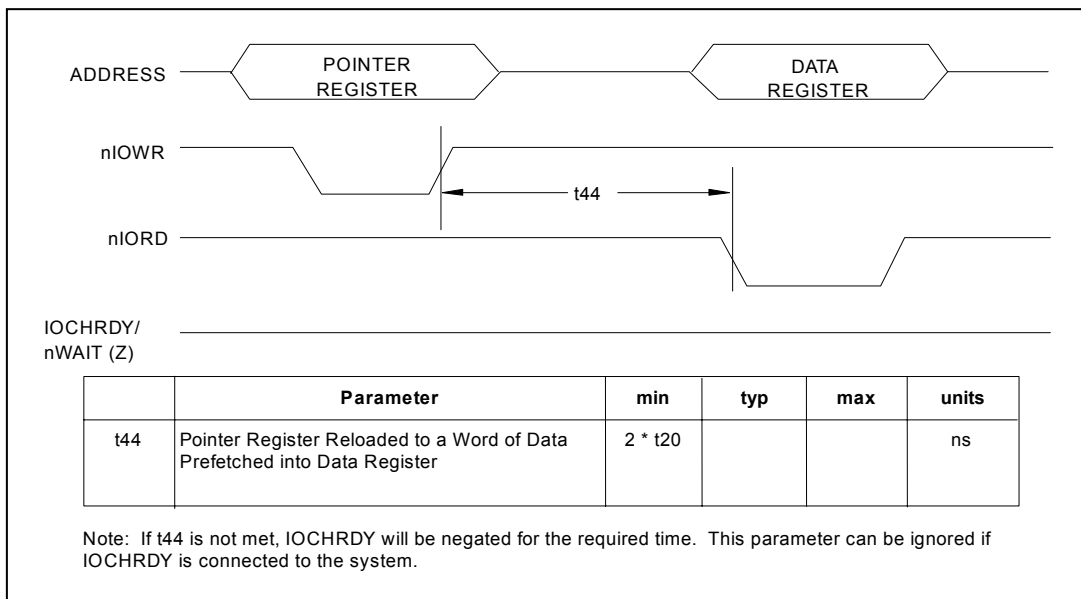 ADDRESS
POINTER
REGISTER
DATA
REGISTER
nIOWR
t44
nIORD
IOCHRDY/
nWAIT (Z)
Parameter min typ max units
t44 Pointer Register Reloaded to a Word of Data 2 * t20 ns
Prefetched into Data Register
Note: If t44 is not met, IOCHRDY will be negated for the required time. This parameter can be ignored if
IOCHRDY is connected to the system.